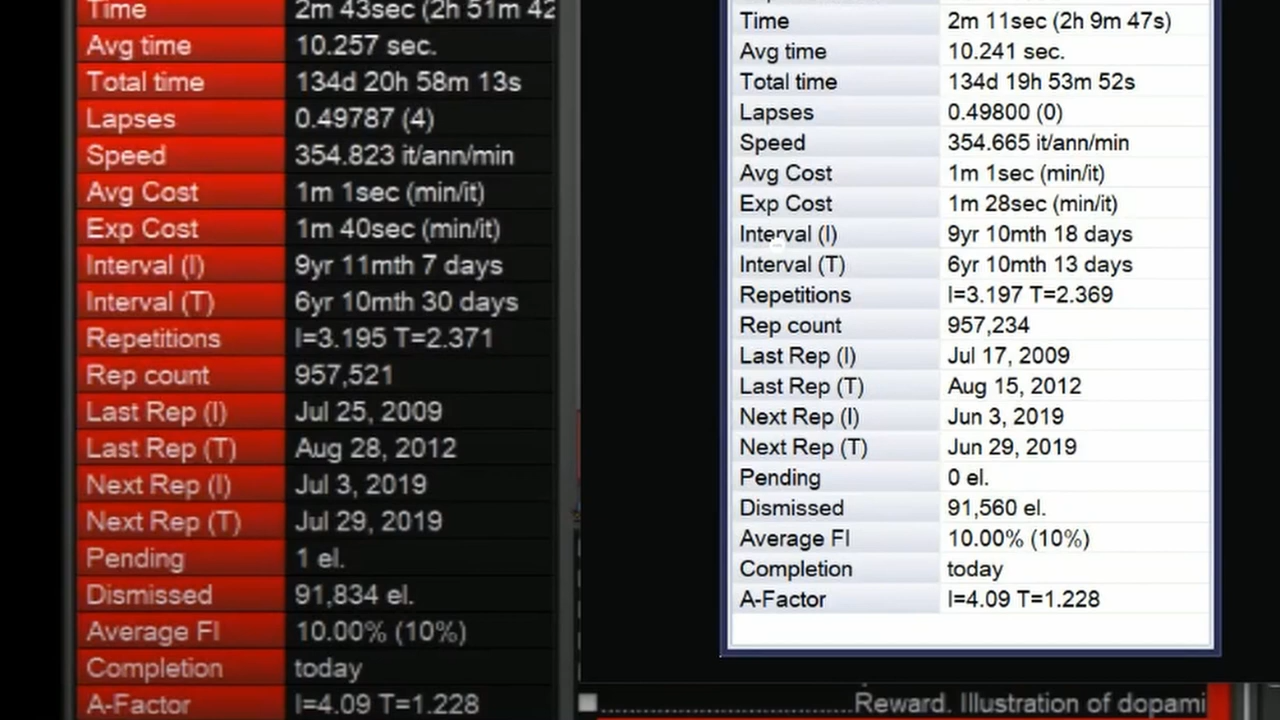 Time 2m 43sec (2h 51m 42
Avg time 10.257 sec.
Total time 134d 20h 58m 13s
Lapses 0.49787 (4)
Speed 354.823 it/ann/min
Avg Cost 1m 1sec (min/it)
Exp Cost 1m 40sec (min/it)
Interval (I) 9yr 11mth 7 days
Interval (T) 6yr 10mth 30 days
Repetitions I=3.195 T=2.371
Rep count 957,521
Last Rep (I) Jul 25, 2009
Last Rep (T) Aug 28, 2012
Next Rep (I) Jul 3, 2019
Next Rep (T) Jul 29, 2019
Pending 1 el.
Dismissed 91,834 el.
Average FI 10.00% (10%)
Completion today
A-Factor I=4.09 T=1.228
Time 2m 11sec (2h 9m 47s)
Avg time 10.241 sec.
Total time 134d 19h 53m 52s
Lapses 0.49800 (0)
Speed 354.665 it/ann/min
Avg Cost 1m 1sec (min/it)
Exp Cost 1m 28sec (min/it)
Interval (I) 9yr 10mth 18 days
Interval (T) 6yr 10mth 13 days
Repetitions I=3.197 T=2.369
Rep count 957,234
Last Rep (I) Jul 17, 2009
Last Rep (T) Aug 15, 2012
Next Rep (I) Jun 3, 2019
Next Rep (T) Jun 29, 2019
Pending 0 el.
Dismissed 91,560 el.
Average FI 10.00% (10%)
Completion today
A-Factor I=4.09 T=1.228
Reward. Illustration of dopami